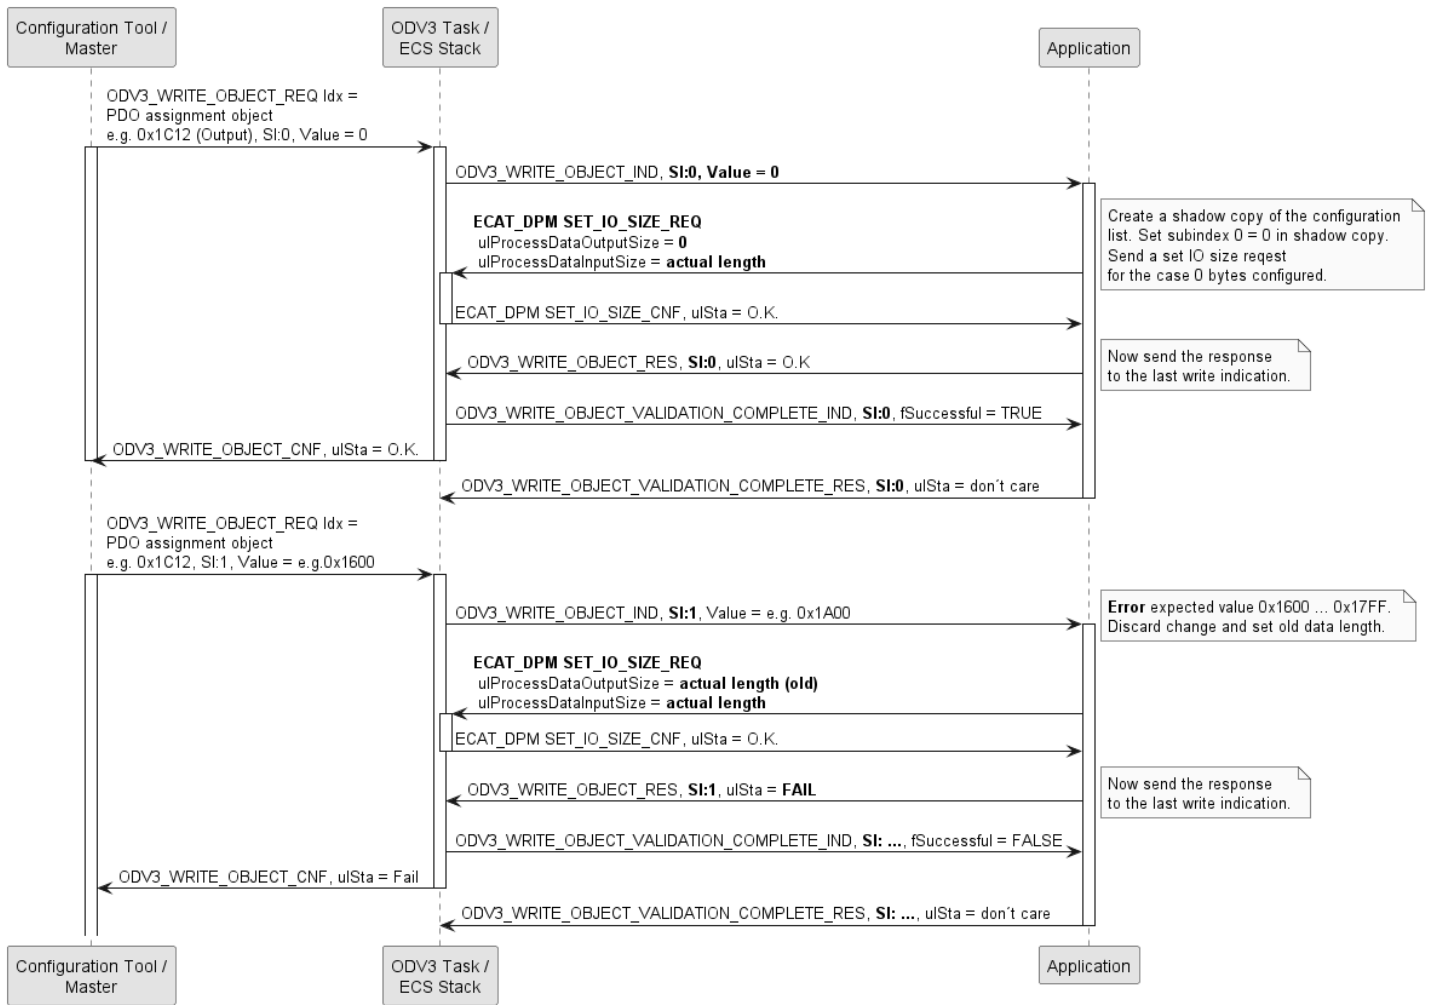 Configuration Tool /
Master
ODV3 Task /
ECS Stack
Application
ODV3_WRITE_OBJECT_REQ Idx =
PDO assignment object
e.g. 0x1C12 (Output), SI:0, Value = 0
ODV3_WRITE_OBJECT_IND, SI:0, Value = 0
Create a shadow copy of the configuration
list. Set subindex 0 = 0 in shadow copy.
Send a set IO size reqest
for the case 0 bytes configured.
ECAT_DPM SET_IO_SIZE_REQ
ulProcessDataOutputSize = 0
ulProcessDataInputSize = actual length
ECAT_DPM SET_IO_SIZE_CNF, ulSta = O.K.
Now send the response
to the last write indication.
ODV3_WRITE_OBJECT_RES, SI:0, ulSta = O.K
ODV3_WRITE_OBJECT_VALIDATION_COMPLETE_IND, SI:0, fSuccessful = TRUE
ODV3_WRITE_OBJECT_CNF, ulSta = O.K.
ODV3_WRITE_OBJECT_VALIDATION_COMPLETE_RES, SI:0, ulSta = don´t care
ODV3_WRITE_OBJECT_REQ Idx =
PDO assignment object
e.g. 0x1C12, SI:1, Value = e.g.0x1600
ODV3_WRITE_OBJECT_IND, SI:1, Value = e.g. 0x1A00
Error expected value 0x1600 ... 0x17FF.
Discard change and set old data length.
ECAT_DPM SET_IO_SIZE_REQ
ulProcessDataOutputSize = actual length (old)
ulProcessDataInputSize = actual length
ECAT_DPM SET_IO_SIZE_CNF, ulSta = O.K.
Now send the response
to the last write indication.
ODV3_WRITE_OBJECT_RES, SI:1, ulSta = FAIL
ODV3_WRITE_OBJECT_VALIDATION_COMPLETE_IND, SI: ..., fSuccessful = FALSE
ODV3_WRITE_OBJECT_CNF, ulSta = Fail
ODV3_WRITE_OBJECT_VALIDATION_COMPLETE_RES, SI: ..., ulSta = don´t care
Configuration Tool /
Master
ODV3 Task /
ECS Stack
Application